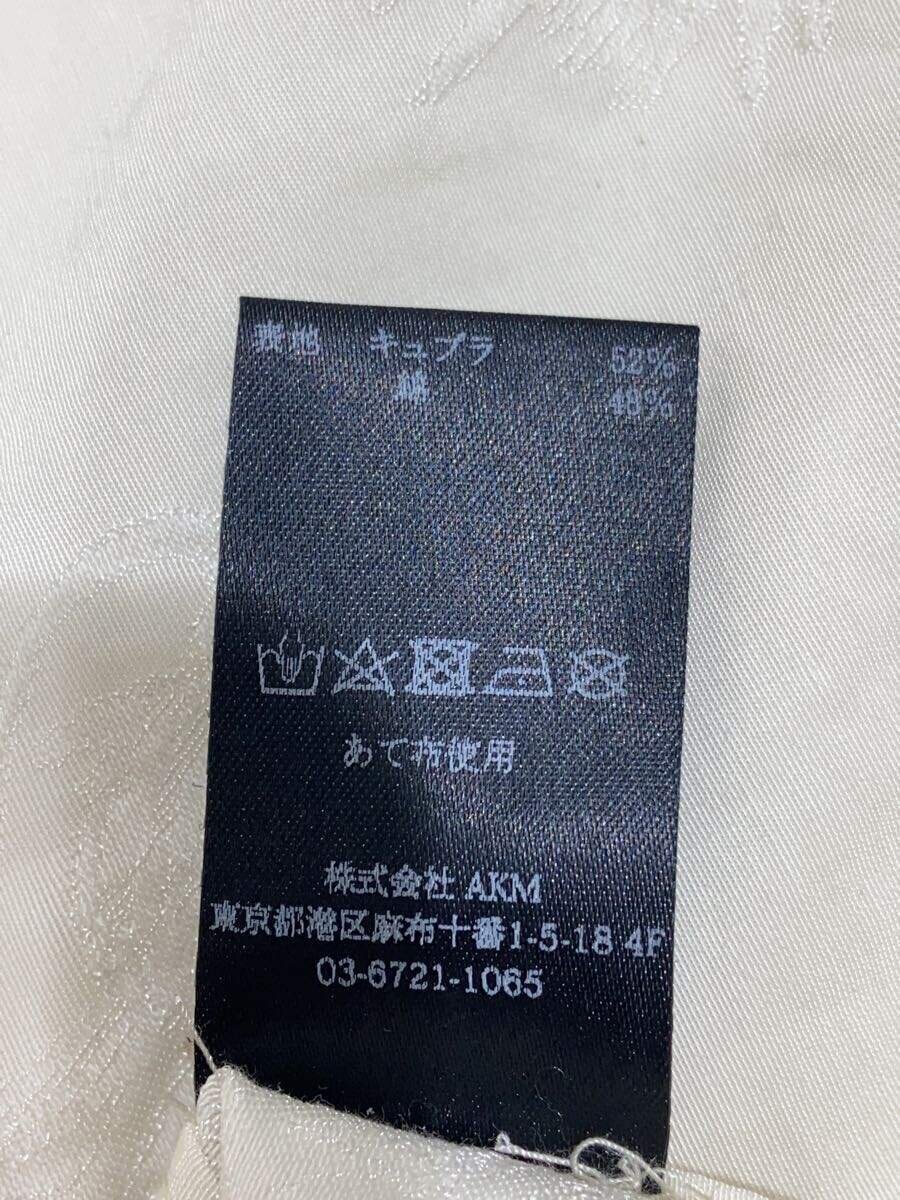 表地 キュプラ 52%
綿 48%
あて布使用
株式会社 AKM
東京都港区麻布十番1-5-18 4F
03-6721-1065